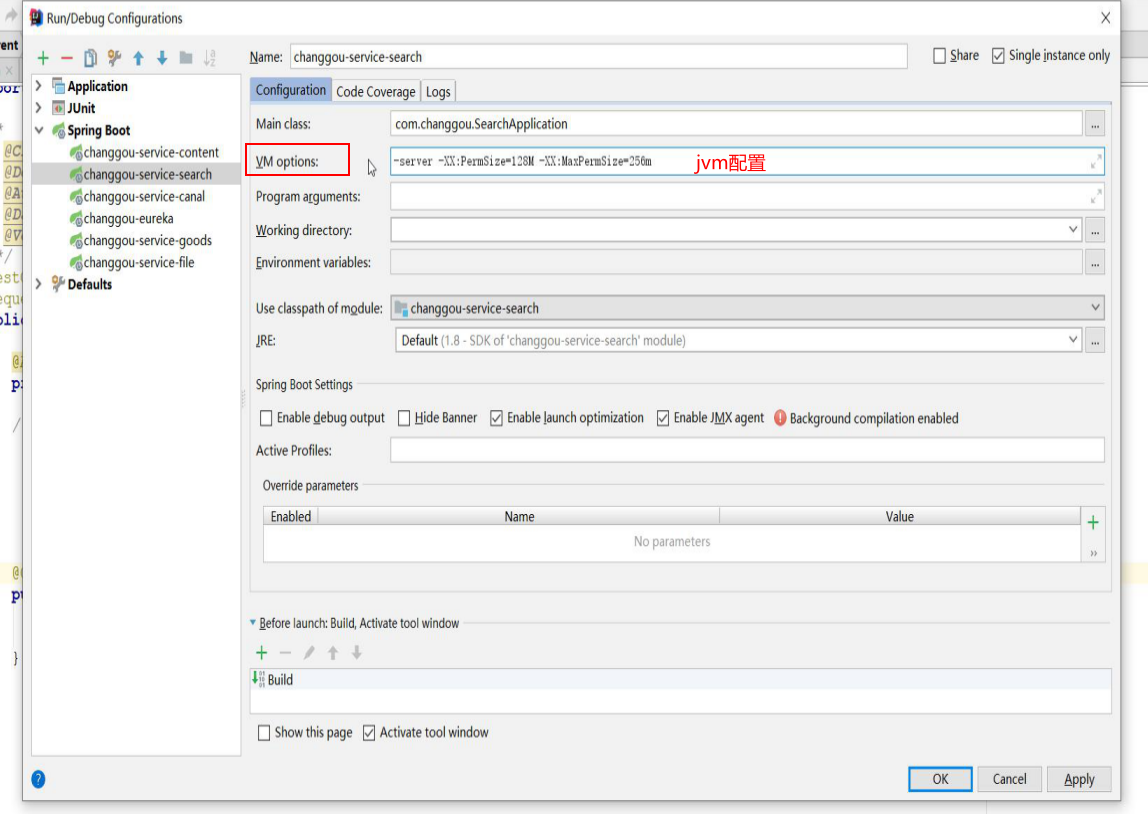 Run/Debug Configurations
Name: changgou-service-search
Share
Single instance only
Application
JUnit
Spring Boot
changgou-service-content
changgou-service-search
changgou-service-canal
changgou-eureka
changgou-service-goods
changgou-service-file
Defaults
Configuration
Code Coverage
Logs
Main class: com.changgou.SearchApplication
...
VM options: -server -XX:PermSize=128M -XX:MaxPermSize=256m
jvm配置
Program arguments:
Working directory:
...
Environment variables:
...
Use classpath of module: changgou-service-search
JRE: Default (1.8 - SDK of 'changgou-service-search' module)
...
Spring Boot Settings
Enable debug output
Hide Banner
Enable launch optimization
Enable JMX agent
Background compilation enabled
Active Profiles:
Override parameters
Enabled Name Value
No parameters
Before launch: Build, Activate tool window
Build
Show this page
Activate tool window
?
OK
Cancel
Apply